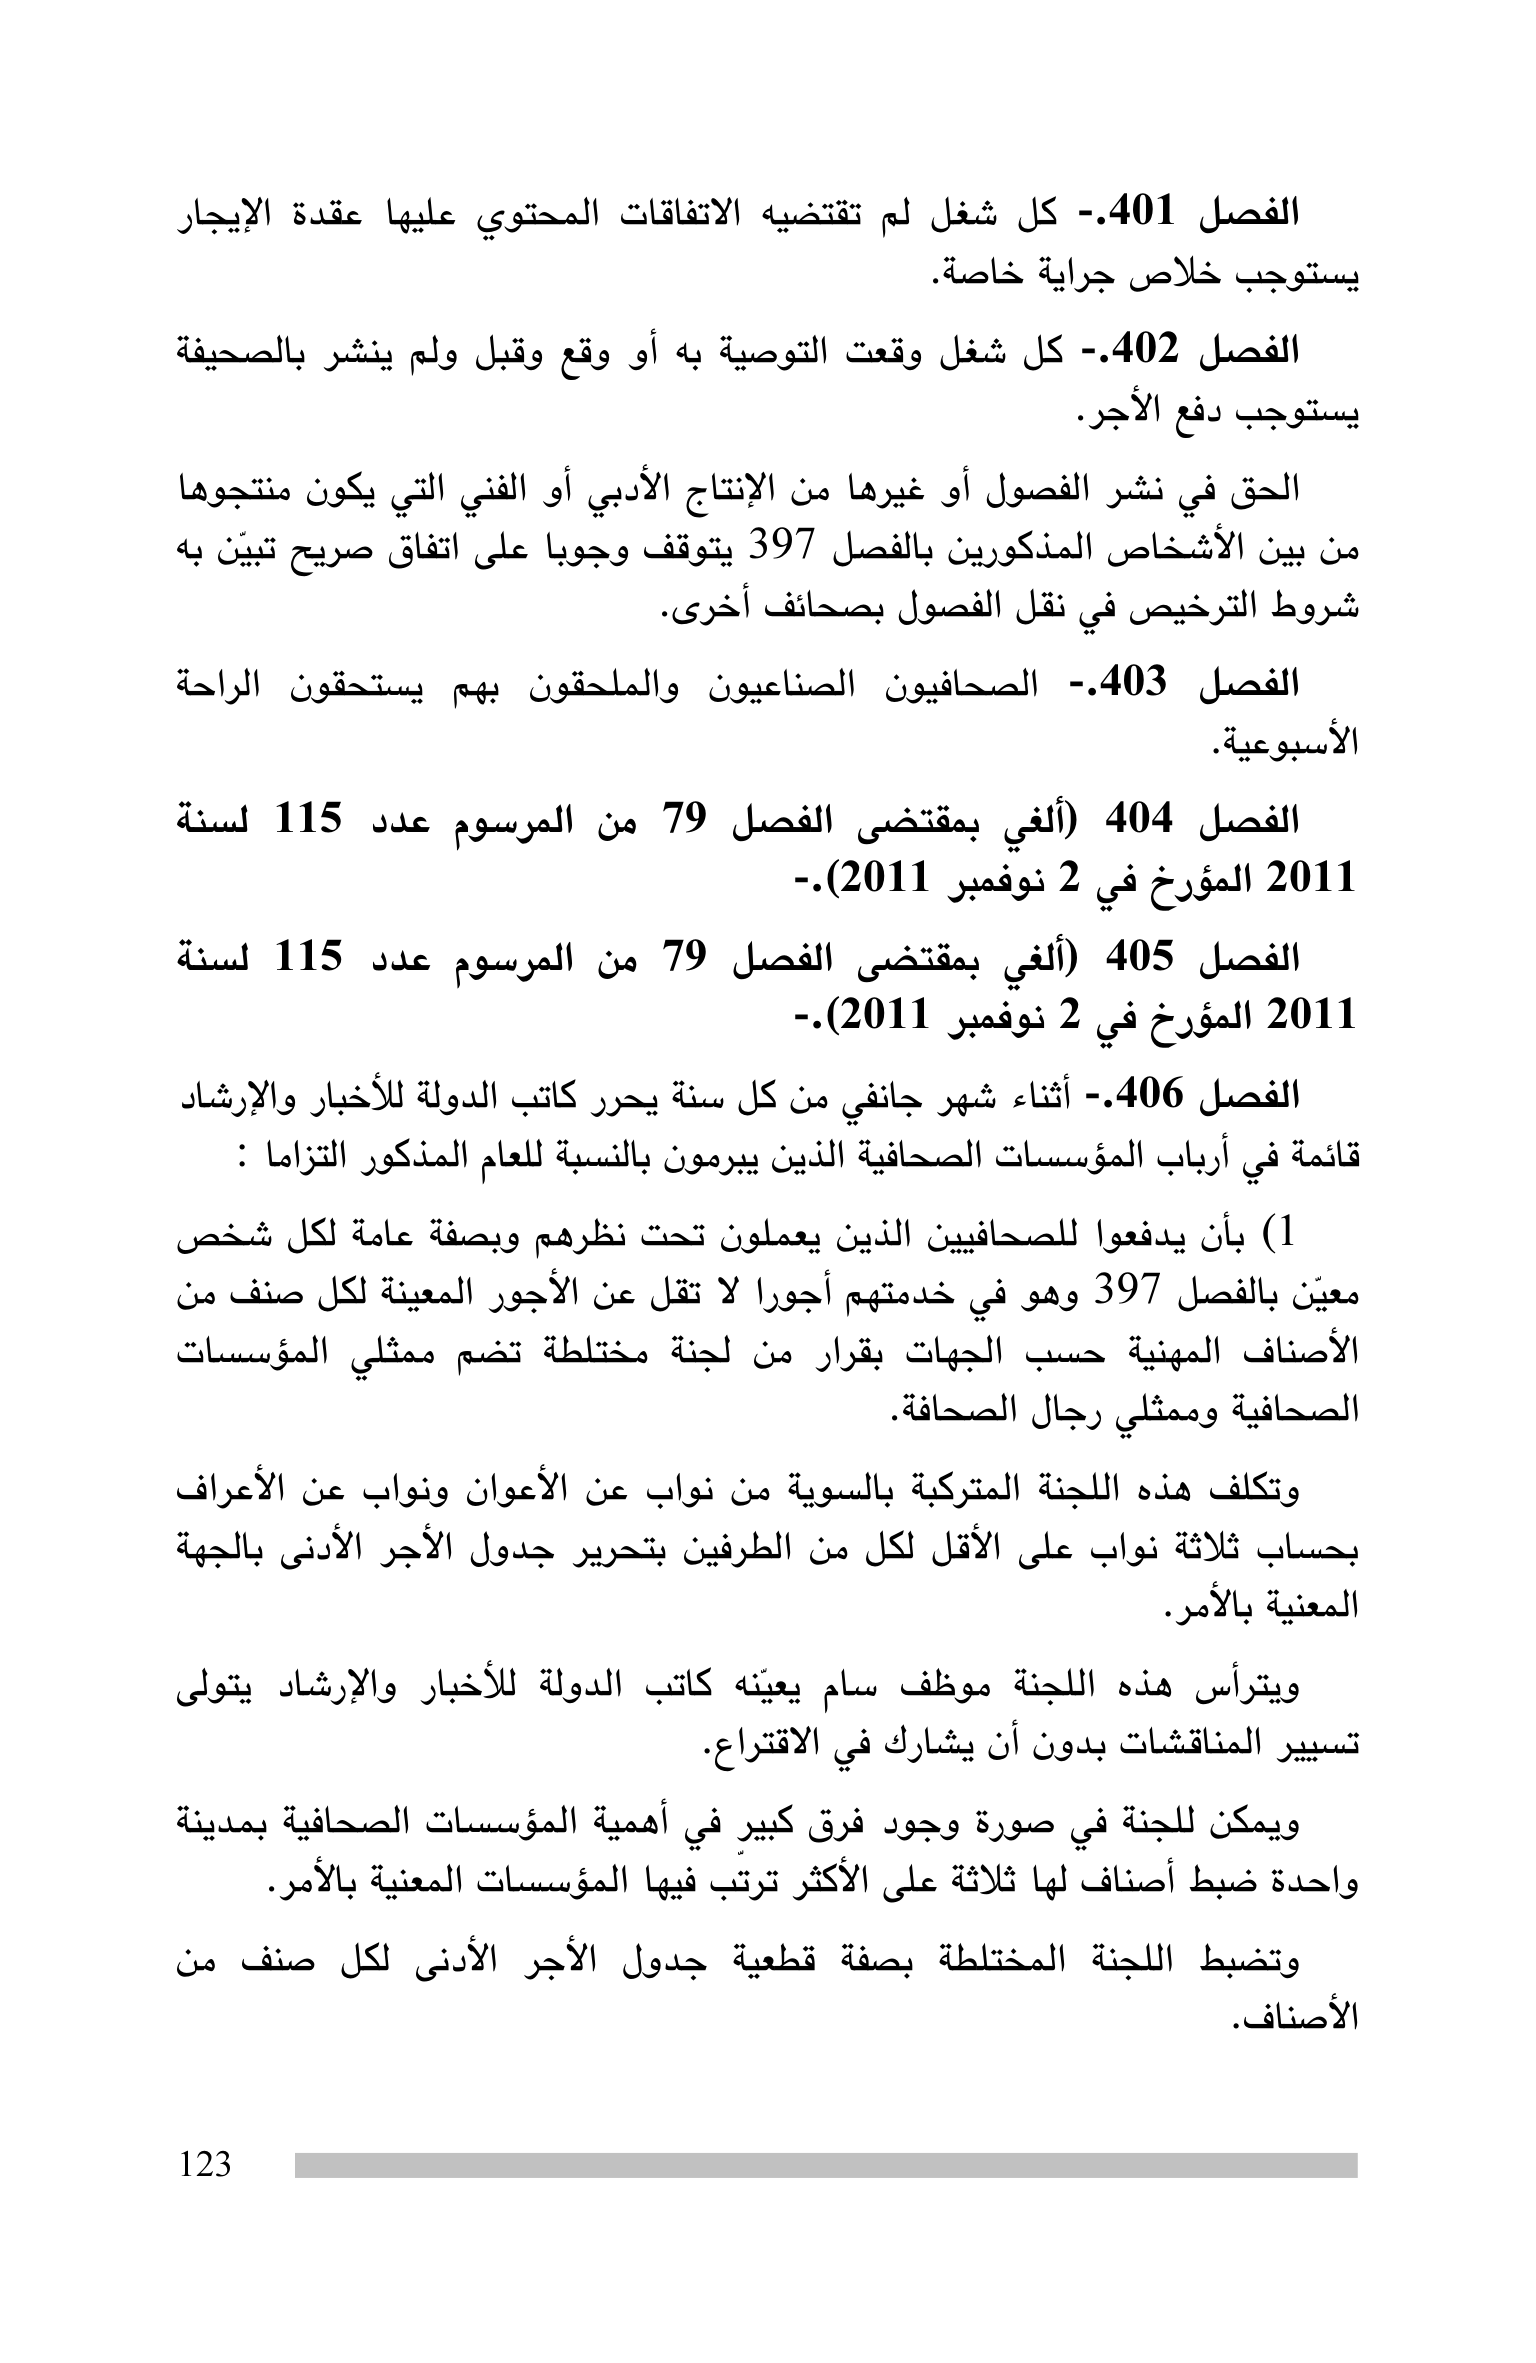 الفصل 401.- كل شغل لم تقتضيه الاتفاقات المحتوي عليها عقدة الإيجار
يستوجب خلاص جراية خاصة.
الفصل 402.- كل شغل وقعت التوصية به أو وقع وقبل ولم ينشر بالصحيفة
يستوجب دفع الأجر.
الحق في نشر الفصول أو غيرها من الإنتاج الأدبي أو الفني التي يكون منتجوها
من بين الأشخاص المذكورين بالفصل 397 يتوقف وجوبا على اتفاق صريح تبيّن به
شروط الترخيص في نقل الفصول بصحائف أخرى.
الفصل 403.- الصحافيون الصناعيون والملحقون بهم يستحقون الراحة
الأسبوعية.
الفصل 404 (ألغي بمقتضى الفصل 79 من المرسوم عدد 115 لسنة
2011 المؤرخ في 2 نوفمبر 2011).-
الفصل 405 (ألغي بمقتضى الفصل 79 من المرسوم عدد 115 لسنة
2011 المؤرخ في 2 نوفمبر 2011).-
الفصل 406.- أثناء شهر جانفي من كل سنة يحرر كاتب الدولة للأخبار والإرشاد
قائمة في أرباب المؤسسات الصحافية الذين يبرمون بالنسبة للعام المذكور التزاما :
1) بأن يدفعوا للصحافيين الذين يعملون تحت نظرهم وبصفة عامة لكل شخص
معيّن بالفصل 397 وهو في خدمتهم أجورا لا تقل عن الأجور المعينة لكل صنف من
الأصناف المهنية حسب الجهات بقرار من لجنة مختلطة تضم ممثلي المؤسسات
الصحافية وممثلي رجال الصحافة.
وتكلف هذه اللجنة المتركبة بالسوية من نواب عن الأعوان ونواب عن الأعراف
بحساب ثلاثة نواب على الأقل لكل من الطرفين بتحرير جدول الأجر الأدنى بالجهة
المعنية بالأمر.
ويترأس هذه اللجنة موظف سام يعيّنه كاتب الدولة للأخبار والإرشاد يتولى
تسيير المناقشات بدون أن يشارك في الاقتراع.
ويمكن للجنة في صورة وجود فرق كبير في أهمية المؤسسات الصحافية بمدينة
واحدة ضبط أصناف لها ثلاثة على الأكثر ترتّب فيها المؤسسات المعنية بالأمر.
وتضبط اللجنة المختلطة بصفة قطعية جدول الأجر الأدنى لكل صنف من
الأصناف.
123